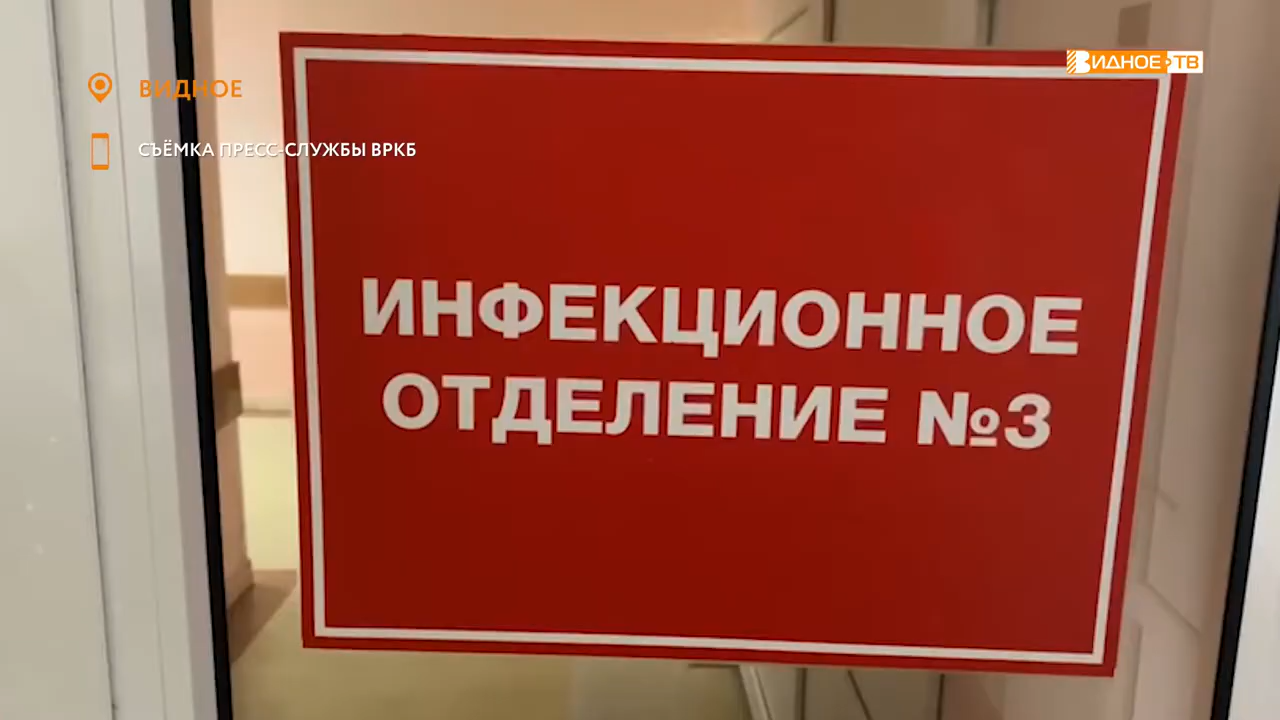 ВИДНОЕ
ВИДНОЕ ТВ
СЪЁМКА ПРЕСС-СЛУЖБЫ ВРКБ
ИНФЕКЦИОННОЕ
ОТДЕЛЕНИЕ №3